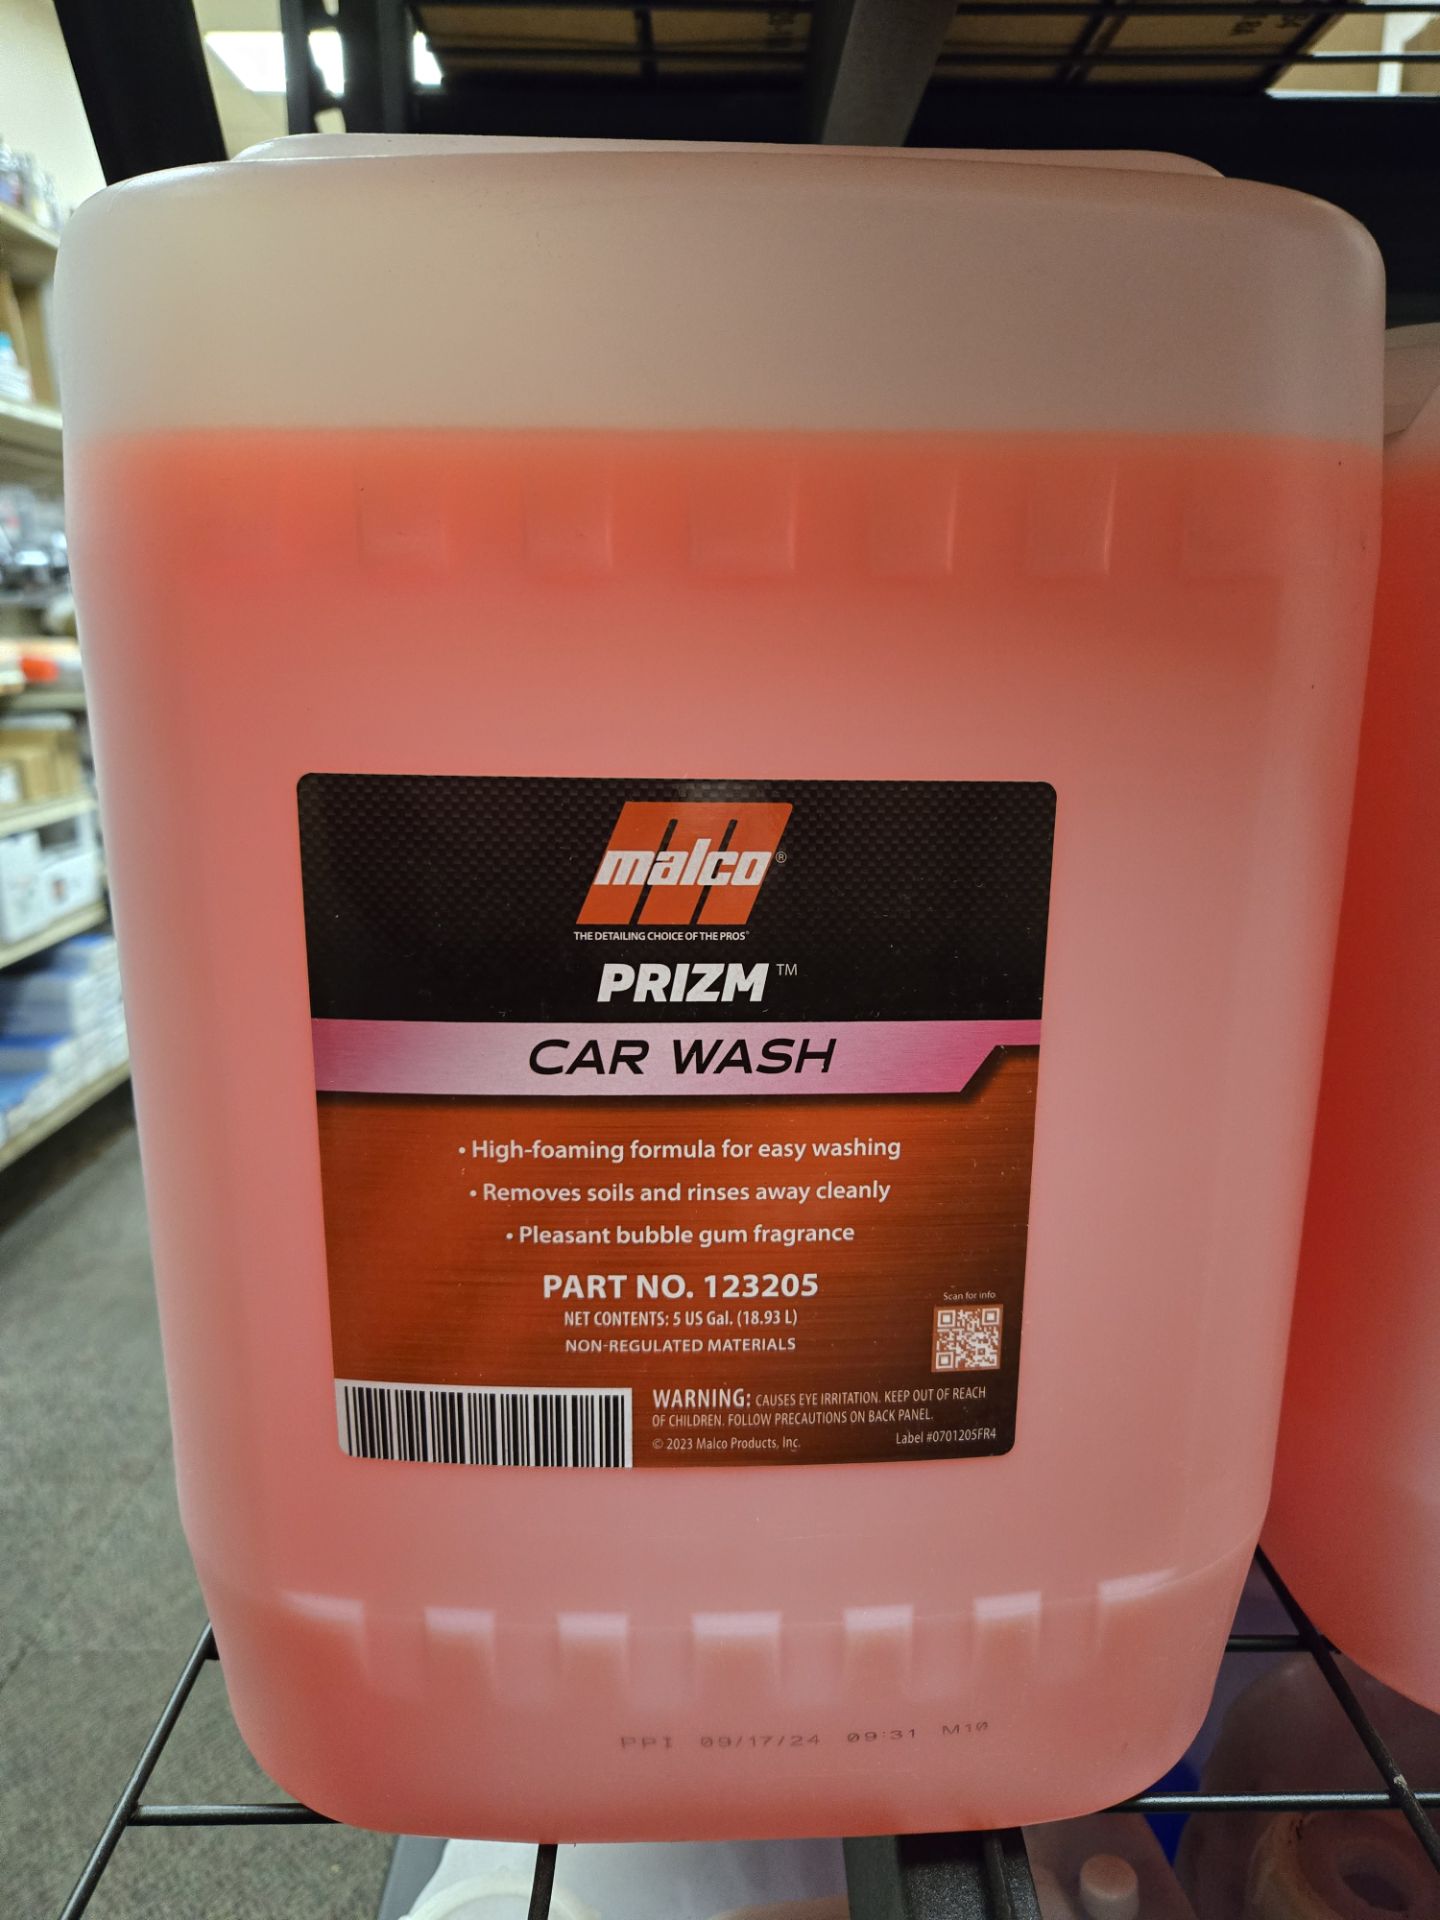 malco®
THE DETAILING CHOICE OF THE PROS®
PRIZM™
CAR WASH
• High-foaming formula for easy washing
• Removes soils and rinses away cleanly
• Pleasant bubble gum fragrance
PART NO. 123205
NET CONTENTS: 5 US Gal. (18.93 L)
NON-REGULATED MATERIALS
Scan for info
WARNING: CAUSES EYE IRRITATION. KEEP OUT OF REACH
OF CHILDREN. FOLLOW PRECAUTIONS ON BACK PANEL.
© 2023 Malco Products, Inc.
Label #0701205FR4
PPI 09/17/24 09:31 M10